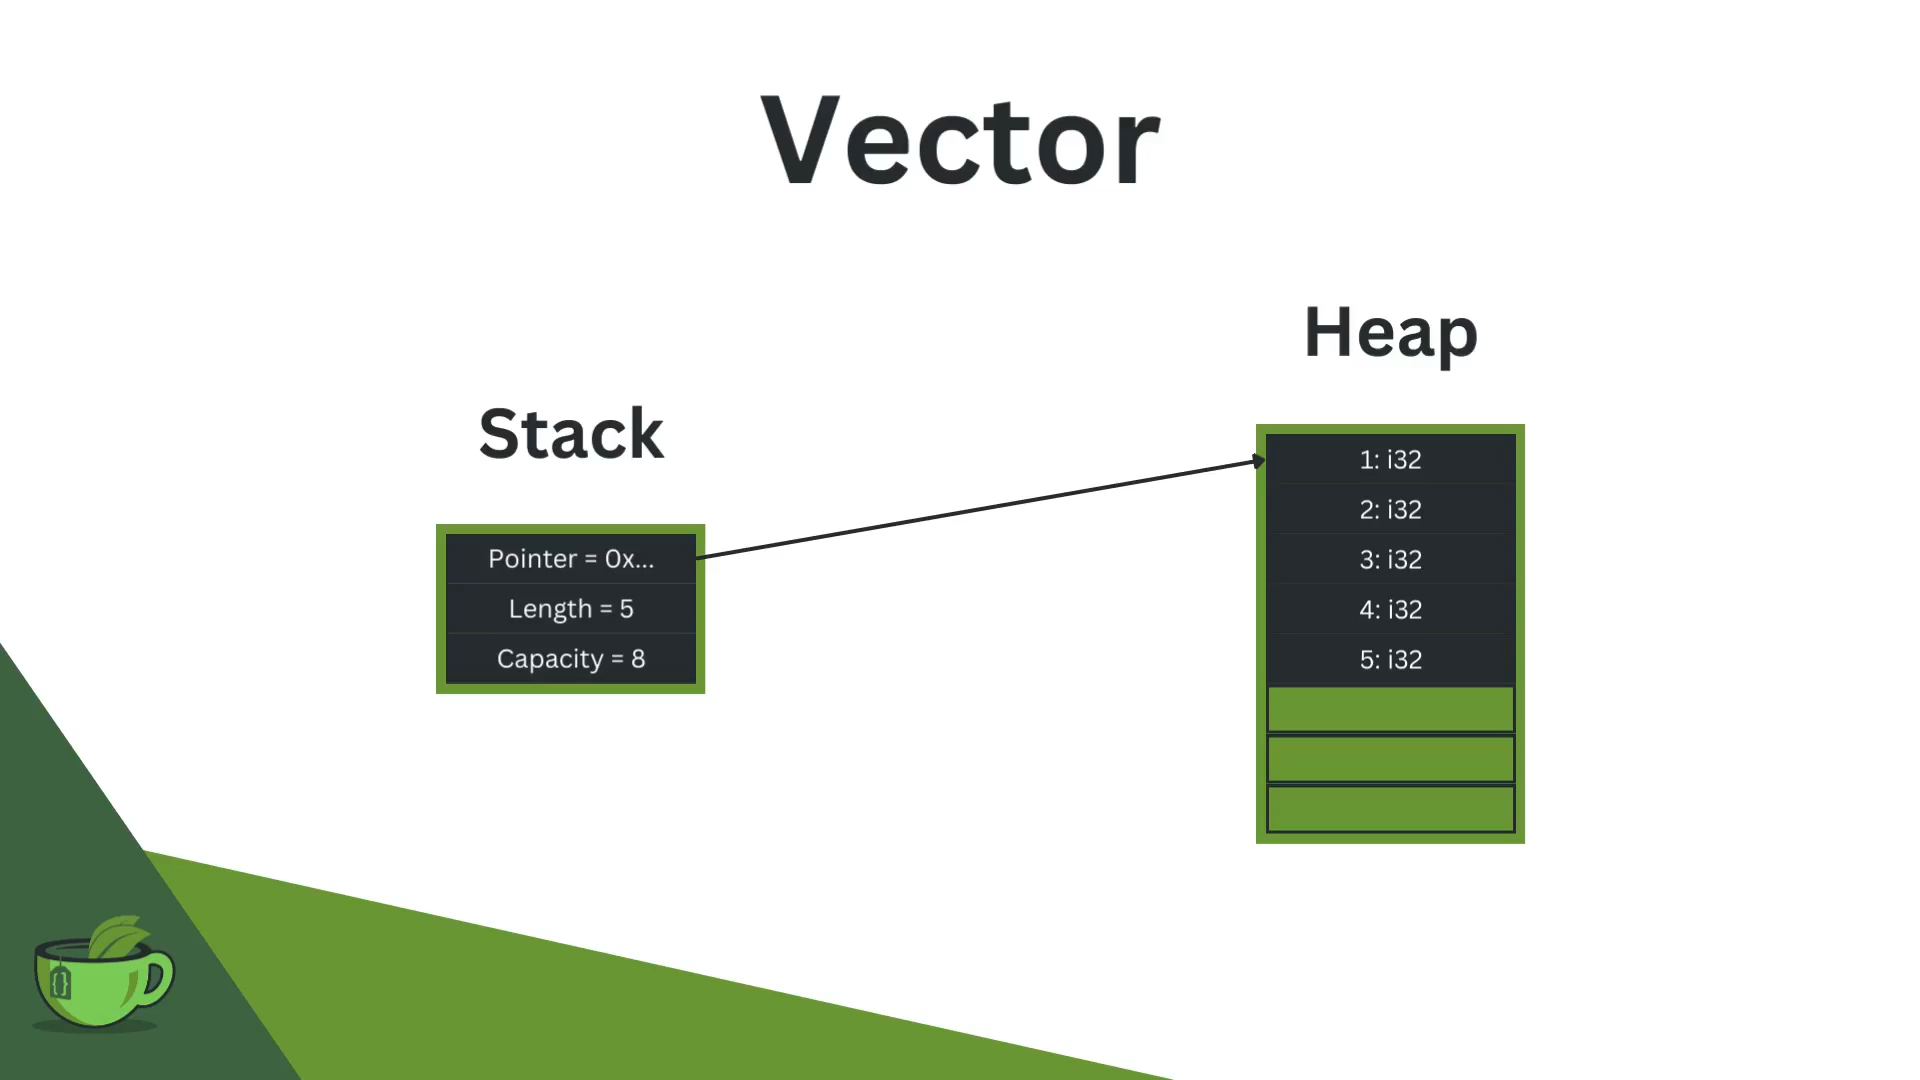 Vector
Stack
Pointer = 0x...
Length = 5
Capacity = 8
Heap
1: i32
2: i32
3: i32
4: i32
5: i32
{}